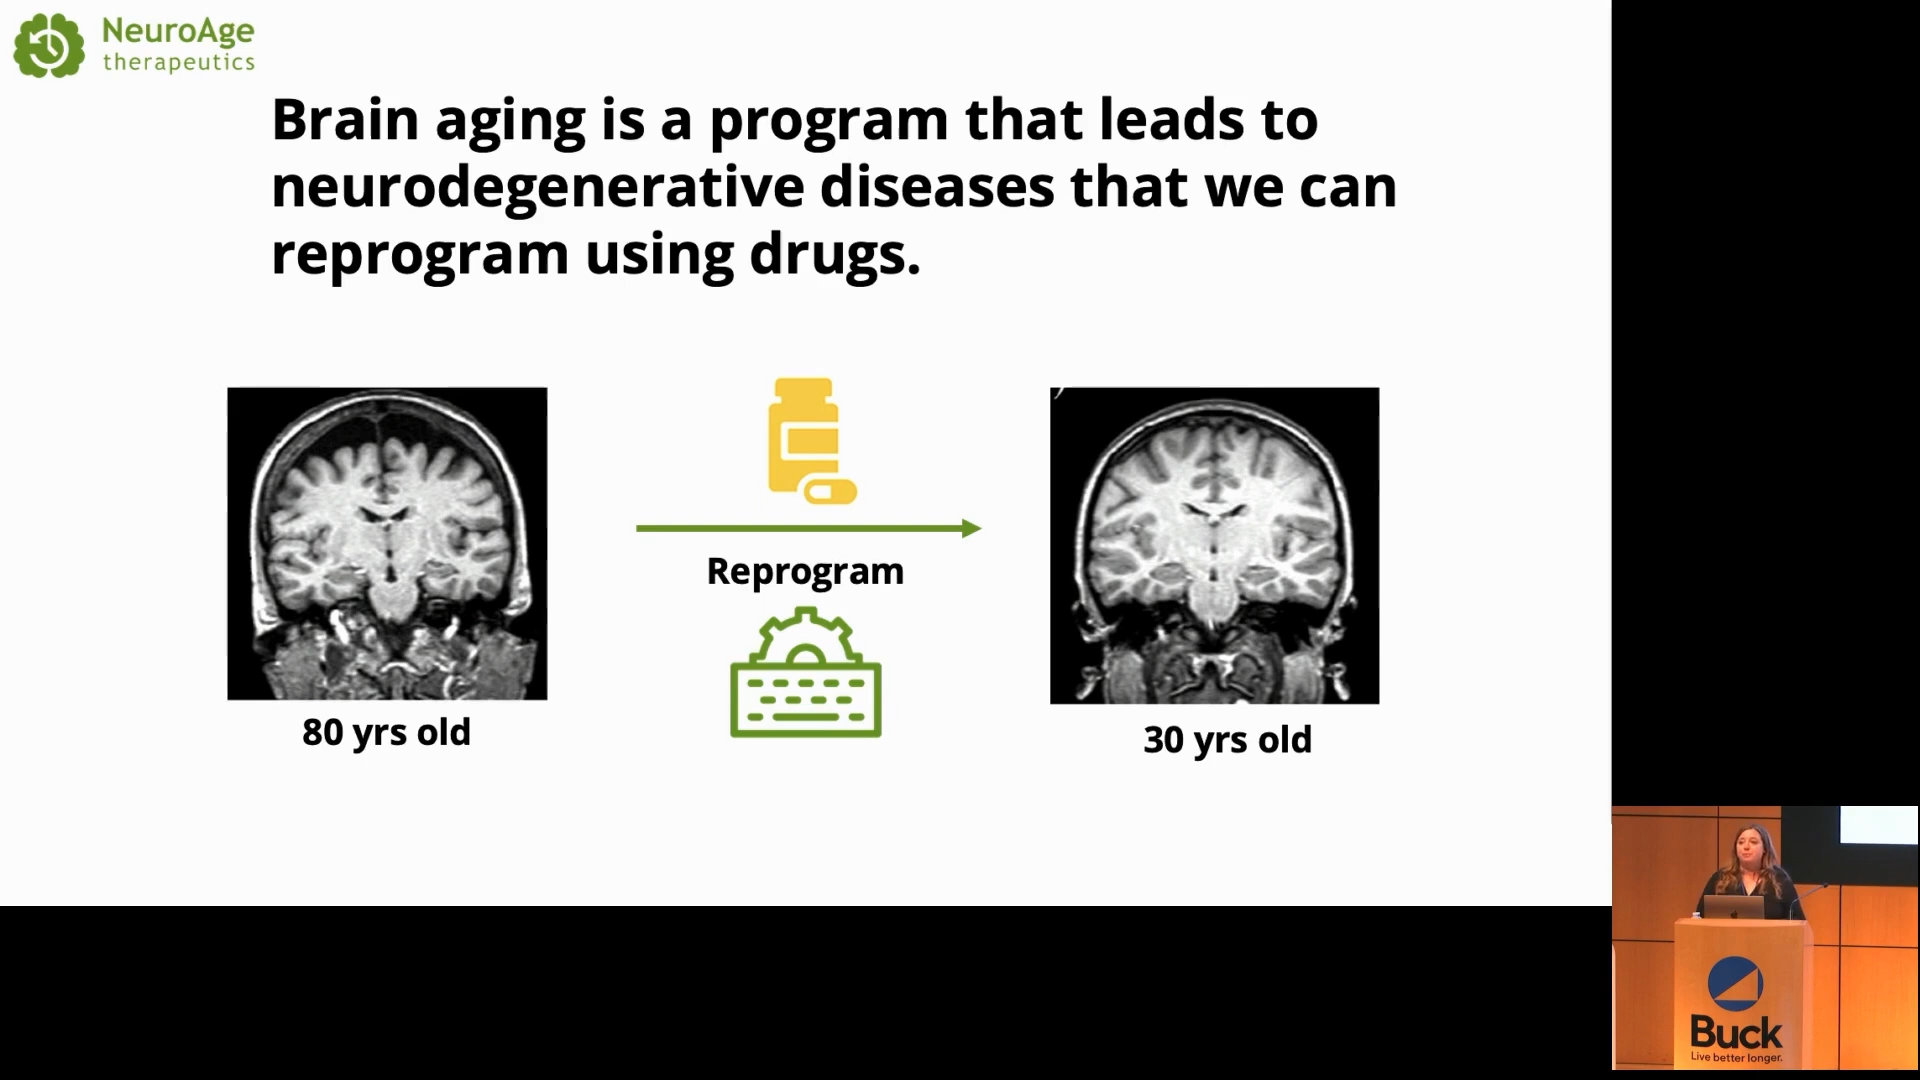 NeuroAge
therapeutics
Brain aging is a program that leads to
neurodegenerative diseases that we can
reprogram using drugs.
Reprogram
80 yrs old
30 yrs old
Buck
Live better longer.